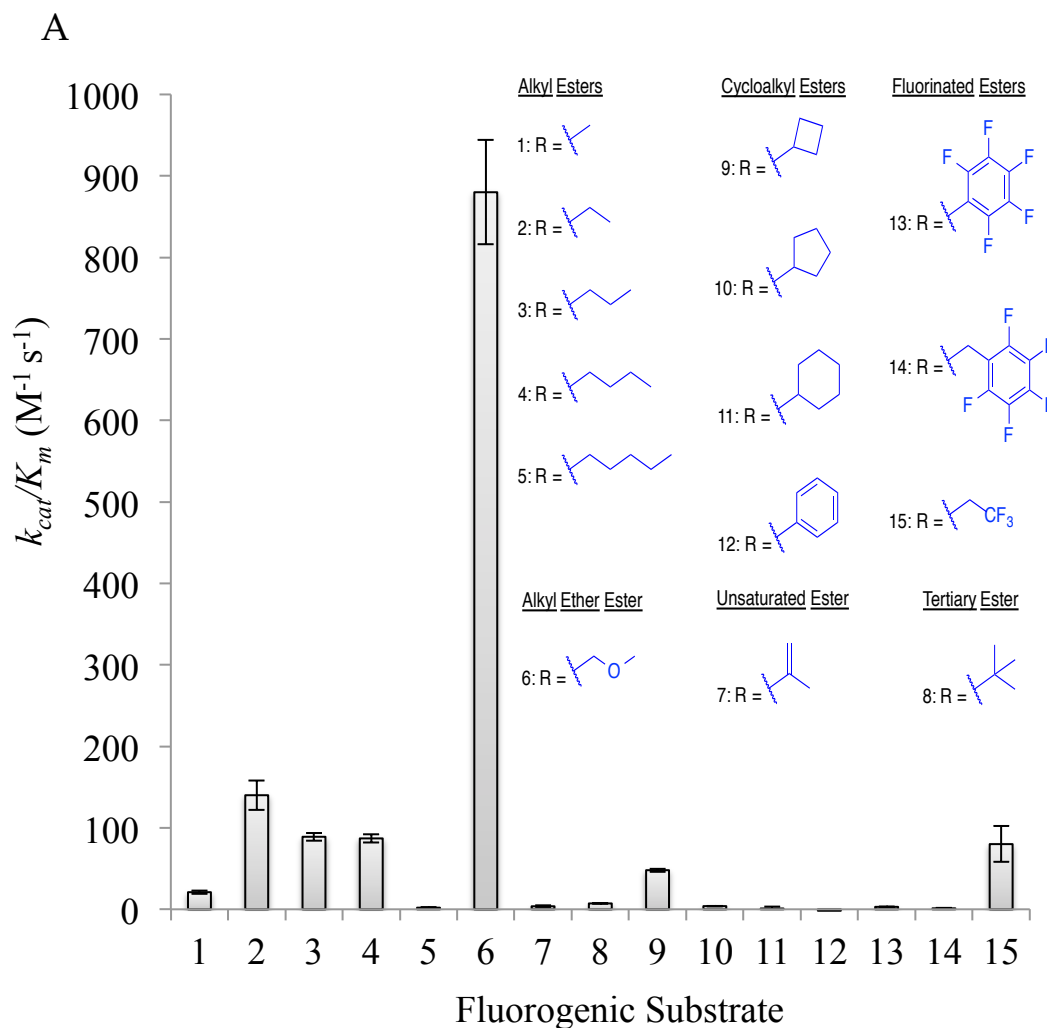 A
1000
900
800
700
600
500
400
300
200
100
0
k_cat/K_m (M⁻¹ s⁻¹)
Alkyl Esters
1: R =
2: R =
3: R =
4: R =
5: R =
Alkyl Ether Ester
6: R =
O
Cycloalkyl Esters
9: R =
10: R =
11: R =
12: R =
Unsaturated Ester
7: R =
Fluorinated Esters
F
F
F
F
F
13: R =
F
F
F
F
F
14: R =
15: R =
CF₃
Tertiary Ester
8: R =
1 2 3 4 5 6 7 8 9 10 11 12 13 14 15
Fluorogenic Substrate